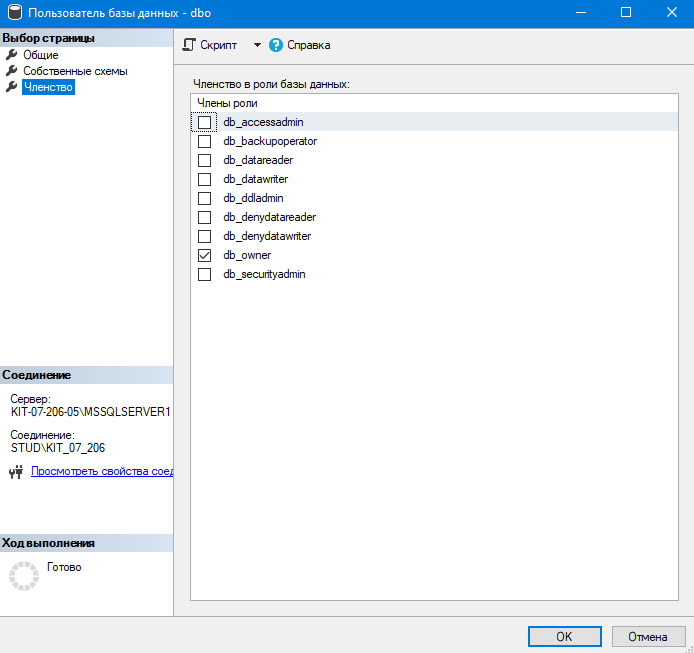 Пользователь базы данных - dbo
Выбор страницы
Общие
Собственные схемы
Членство
Скрипт
Справка
Членство в роли базы данных:
Члены роли
db_accessadmin
db_backupoperator
db_datareader
db_datawriter
db_ddladmin
db_denydatareader
db_denydatawriter
db_owner
db_securityadmin
Соединение
Сервер:
KIT-07-206-05\MSSQLSERVER1
Соединение:
STUD\KIT_07_206
Просмотреть свойства соед
Ход выполнения
Готово
OK
Отмена